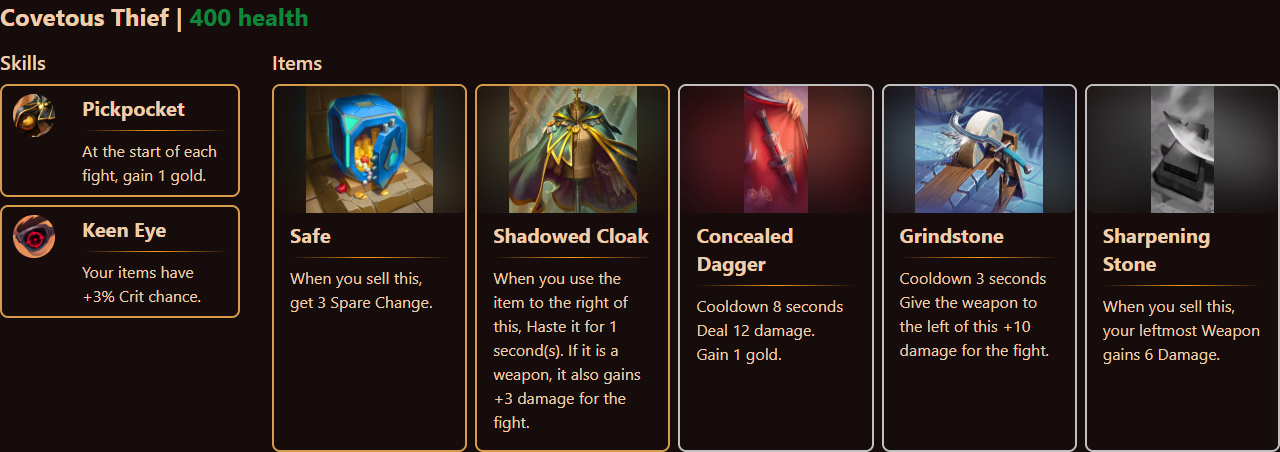 Covetous Thief | 400 health
Skills
Items
Pickpocket
At the start of each
fight, gain 1 gold.
Keen Eye
Your items have
+3% Crit chance.
Safe
When you sell this,
get 3 Spare Change.
Shadowed Cloak
When you use the
item to the right of
this, Haste it for 1
second(s). If it is a
weapon, it also gains
+3 damage for the
fight.
Concealed
Dagger
Cooldown 8 seconds
Deal 12 damage.
Gain 1 gold.
Grindstone
Cooldown 3 seconds
Give the weapon to
the left of this +10
damage for the fight.
Sharpening
Stone
When you sell this,
your leftmost Weapon
gains 6 Damage.